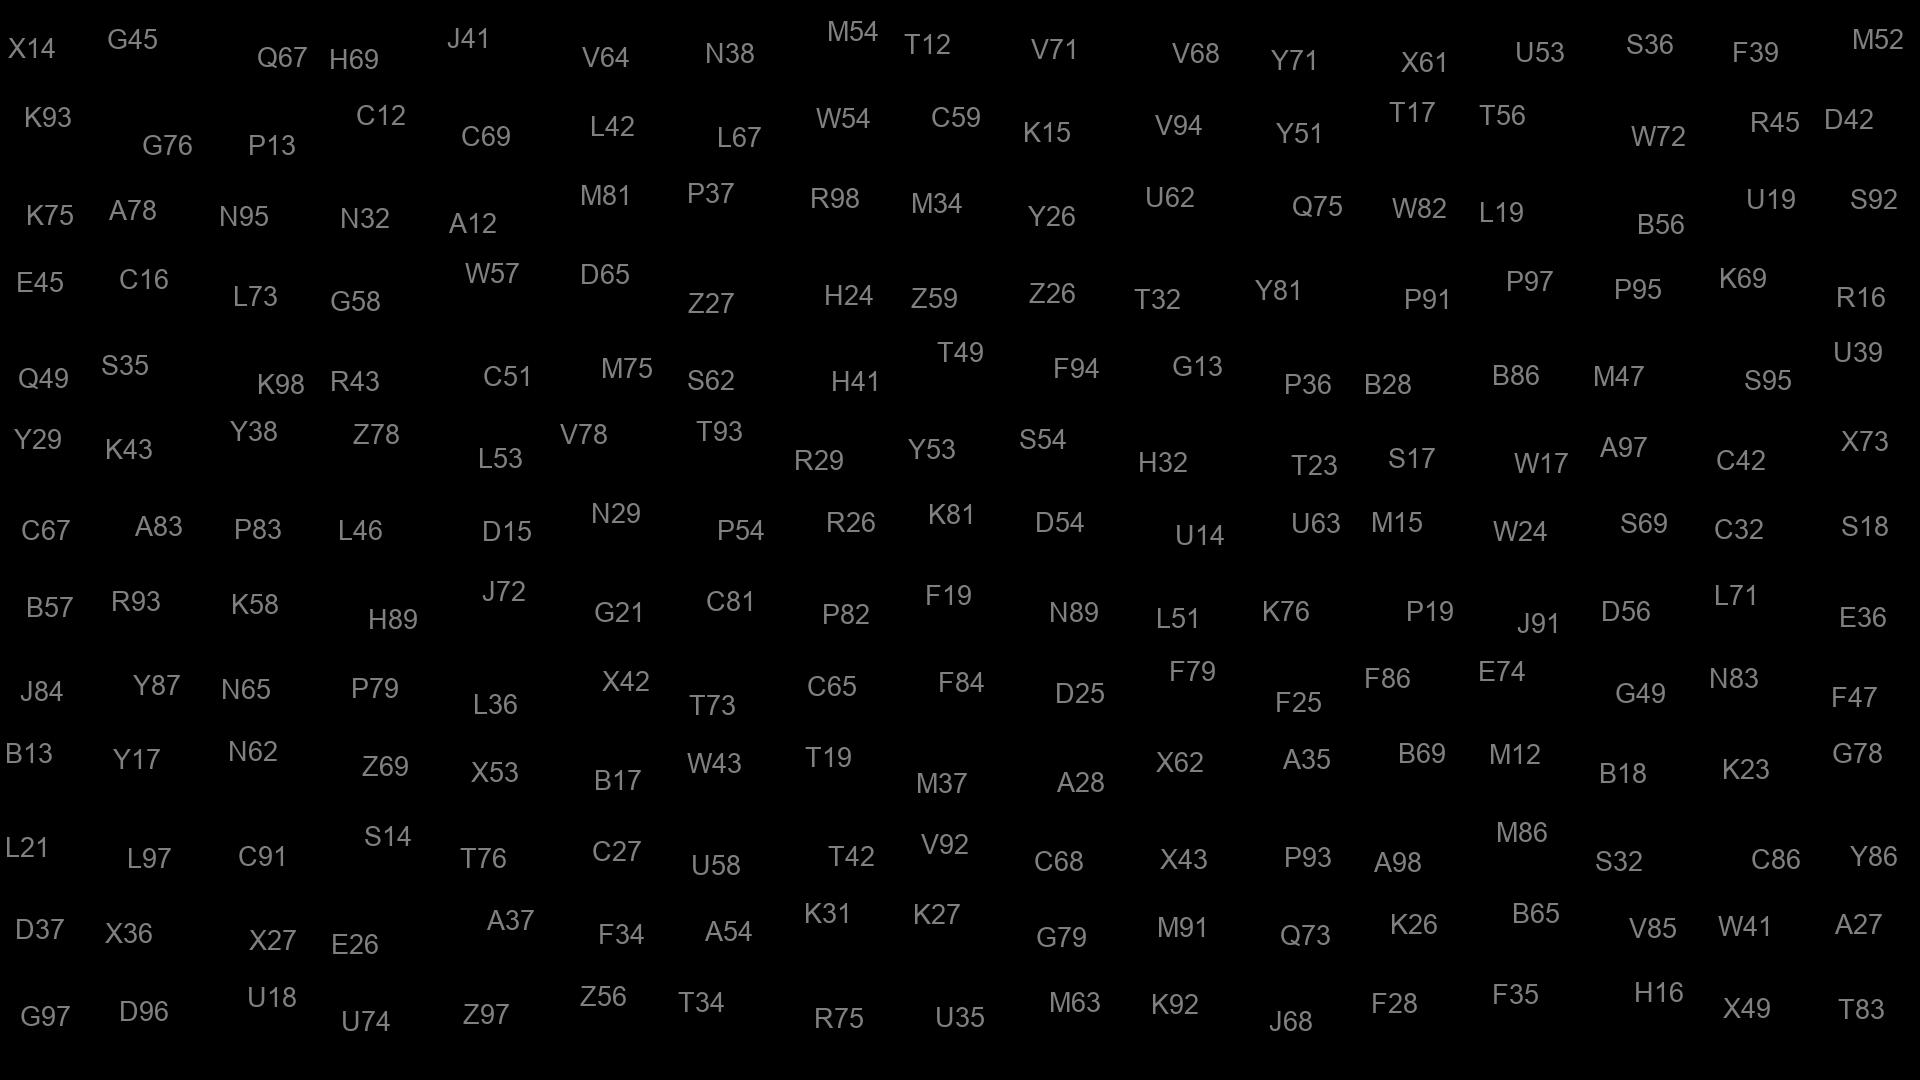 X14 G45 Q67 H69 J41 V64 N38 M54 T12 V71 V68 Y71 X61 U53 S36 F39 M52
K93 G76 P13 C12 C69 L42 L67 W54 C59 K15 V94 Y51 T17 T56 W72 R45 D42
K75 A78 N95 N32 A12 M81 P37 R98 M34 Y26 U62 Q75 W82 L19 B56 U19 S92
E45 C16 L73 G58 W57 D65 Z27 H24 Z59 Z26 T32 Y81 P91 P97 P95 K69 R16
Q49 S35 K98 R43 C51 M75 S62 H41 T49 F94 G13 P36 B28 B86 M47 S95 U39
Y29 K43 Y38 Z78 L53 V78 T93 R29 Y53 S54 H32 T23 S17 W17 A97 C42 X73
C67 A83 P83 L46 D15 N29 P54 R26 K81 D54 U14 U63 M15 W24 S69 C32 S18
B57 R93 K58 H89 J72 G21 C81 P82 F19 N89 L51 K76 P19 J91 D56 L71 E36
J84 Y87 N65 P79 L36 X42 T73 C65 F84 D25 F79 F25 F86 E74 G49 N83 F47
B13 Y17 N62 Z69 X53 B17 W43 T19 M37 A28 X62 A35 B69 M12 B18 K23 G78
L21 L97 C91 S14 T76 C27 U58 T42 V92 C68 X43 P93 A98 M86 S32 C86 Y86
D37 X36 X27 E26 A37 F34 A54 K31 K27 G79 M91 Q73 K26 B65 V85 W41 A27
G97 D96 U18 U74 Z97 Z56 T34 R75 U35 M63 K92 J68 F28 F35 H16 X49 T83